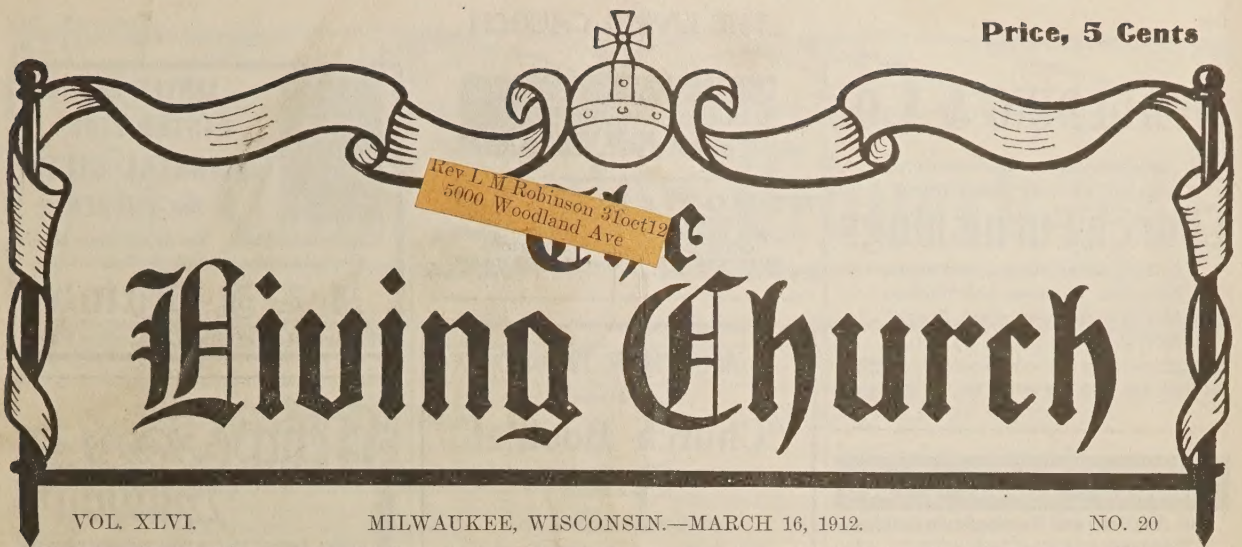 Price, 5 Cents
Rev L M Robinson 31oct12
5000 Woodland Ave
The
Living Church
VOL. XLVI.
MILWAUKEE, WISCONSIN.—MARCH 16, 1912.
NO. 20